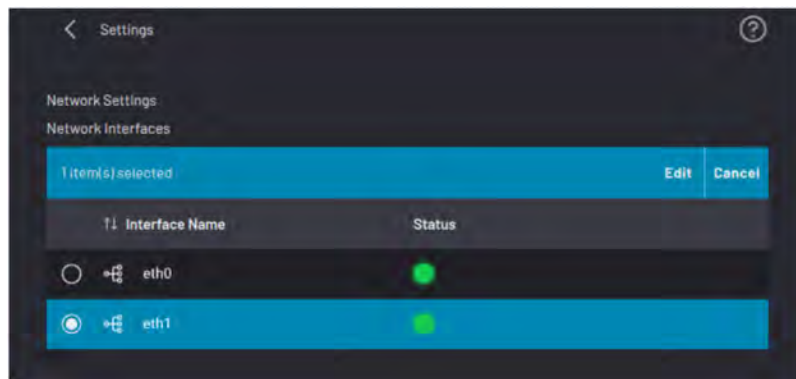 Settings
Network Settings
Network Interfaces
1 item(s) selected Edit Cancel
Interface Name Status
eth0
eth1